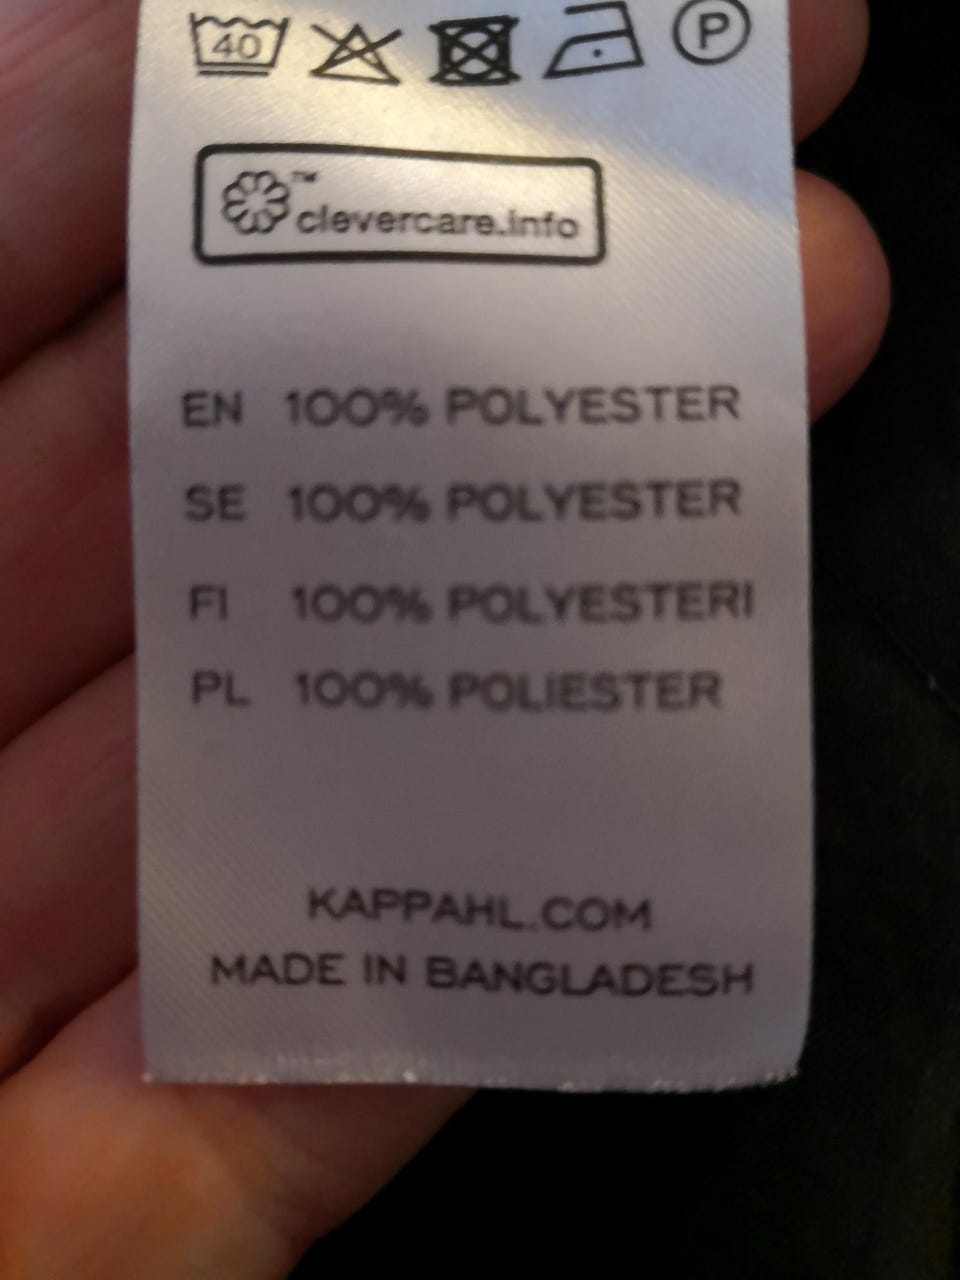 40 P
™ clevercare.info
EN 100% POLYESTER
SE 100% POLYESTER
FI 100% POLYESTERI
PL 100% POLIESTER
KAPPAHL.COM
MADE IN BANGLADESH